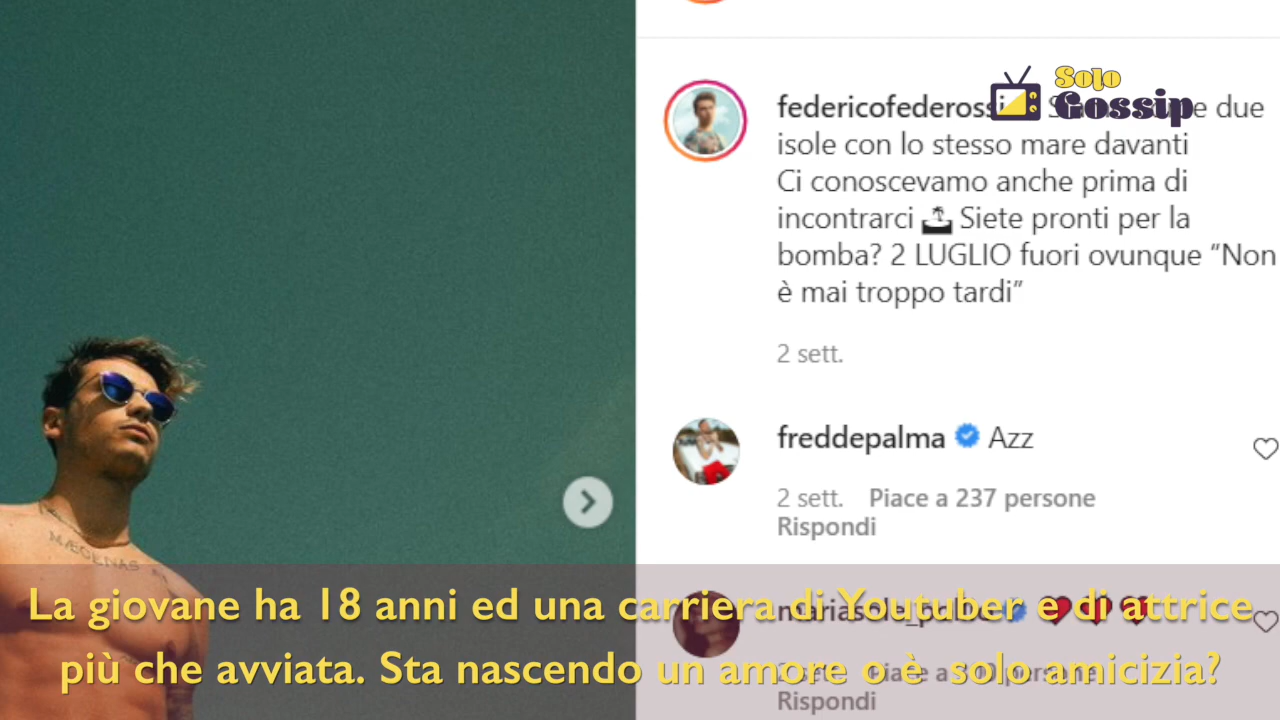 Solo
Gossip
federicofederossi e due
isole con lo stesso mare davanti
Ci conoscevamo anche prima di
incontrarci 🏝 Siete pronti per la
bomba? 2 LUGLIO fuori ovunque “Non
è mai troppo tardi”
2 sett.
freddepalma Azz
2 sett. Piace a 237 persone
Rispondi
MÆCENAS
La giovane ha 18 anni ed una carriera di Youtuber e di attrice
più che avviata. Sta nascendo un amore o è solo amicizia?
Rispondi